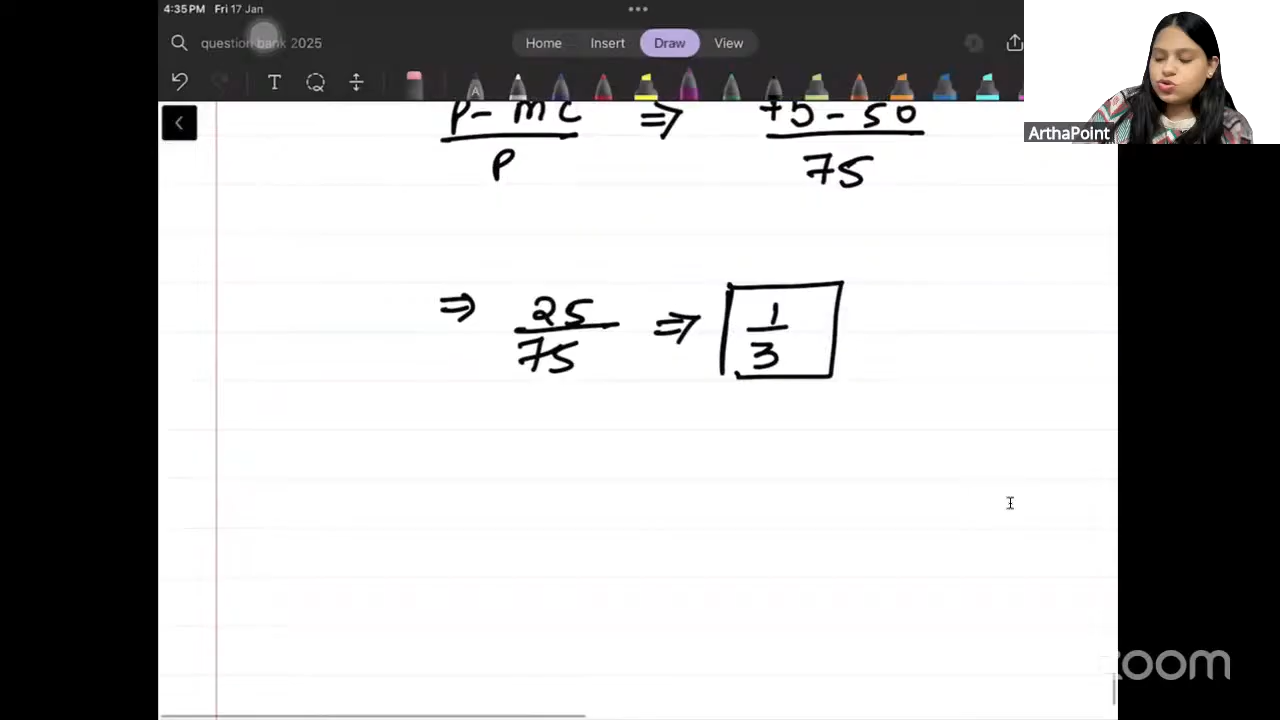 4:35 PM Fri 17 Jan
question bank 2025
Home Insert Draw View
T
A
ArthaPoint
P - MC ⇒ 75 - 50
P 75
⇒ 25 ⇒ 1
75 3
zoom